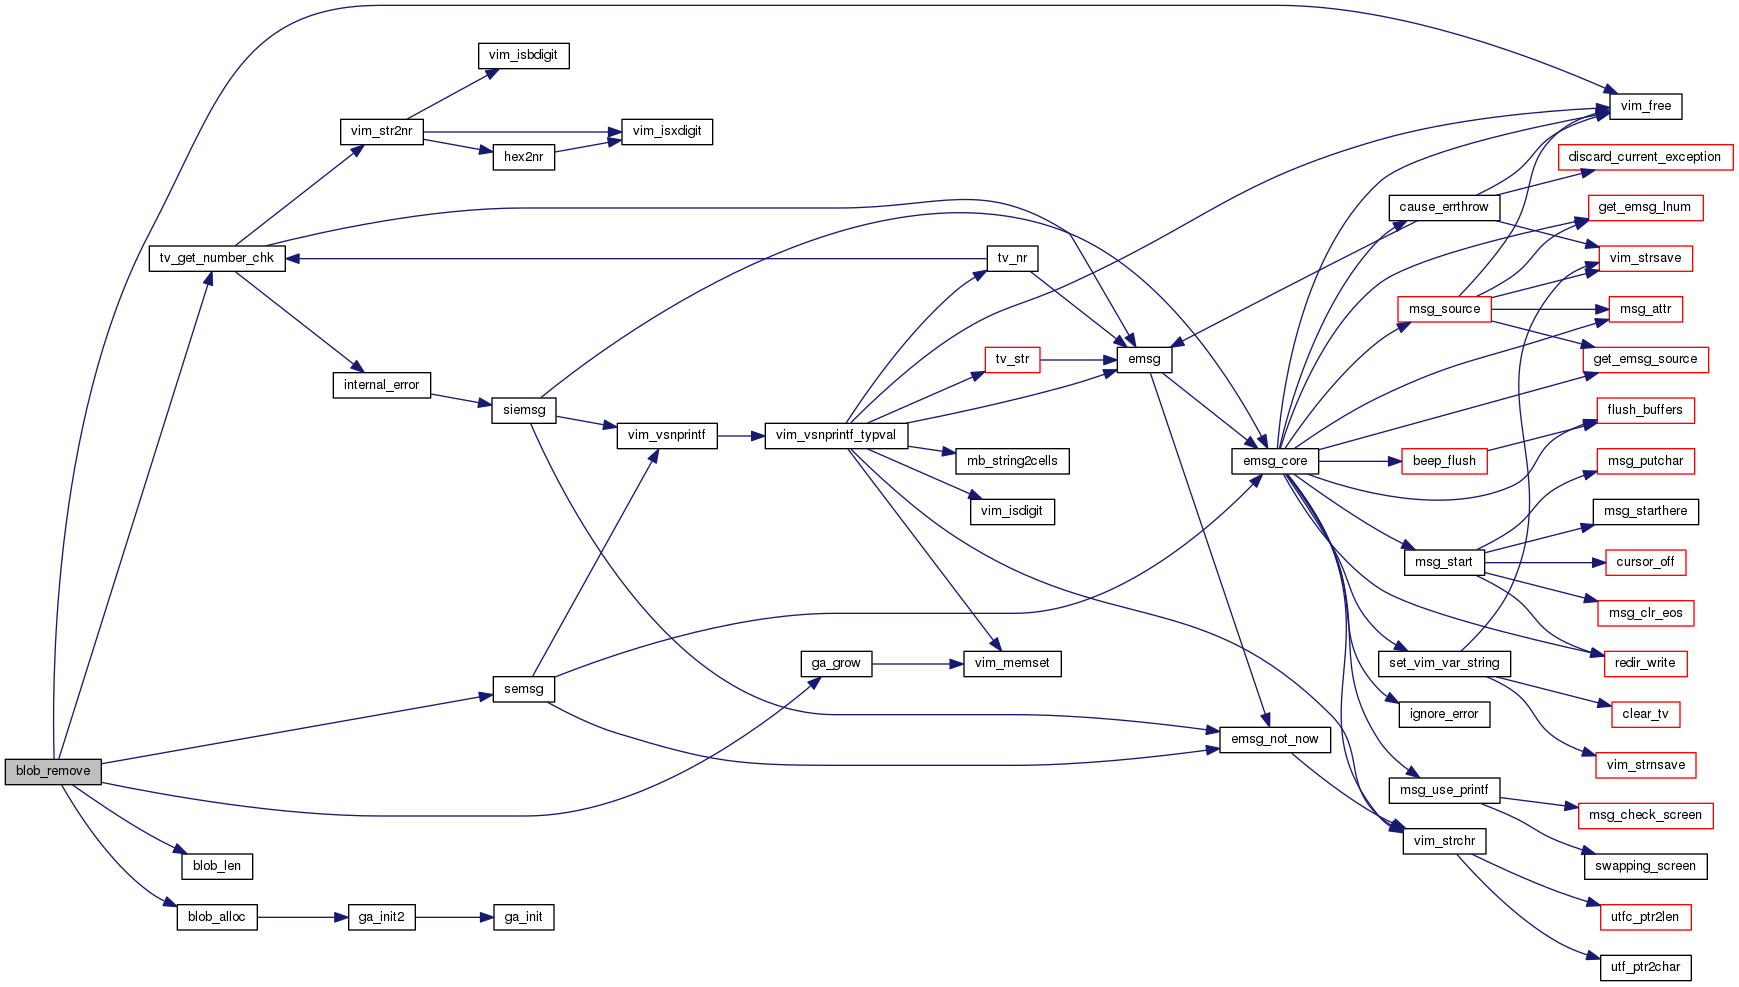 vim_isbdigit
vim_free
vim_str2nr
vim_isxdigit
hex2nr
discard_current_exception
cause_errthrow
get_emsg_lnum
tv_get_number_chk
tv_nr
vim_strsave
msg_source
msg_attr
emsg
tv_str
get_emsg_source
internal_error
siemsg
flush_buffers
vim_vsnprintf
vim_vsnprintf_typval
mb_string2cells
emsg_core
beep_flush
msg_putchar
vim_isdigit
msg_starthere
msg_start
cursor_off
msg_clr_eos
ga_grow
vim_memset
set_vim_var_string
redir_write
semsg
ignore_error
clear_tv
emsg_not_now
vim_strnsave
blob_remove
msg_use_printf
msg_check_screen
vim_strchr
swapping_screen
blob_len
blob_alloc
ga_init2
ga_init
utfc_ptr2len
utf_ptr2char